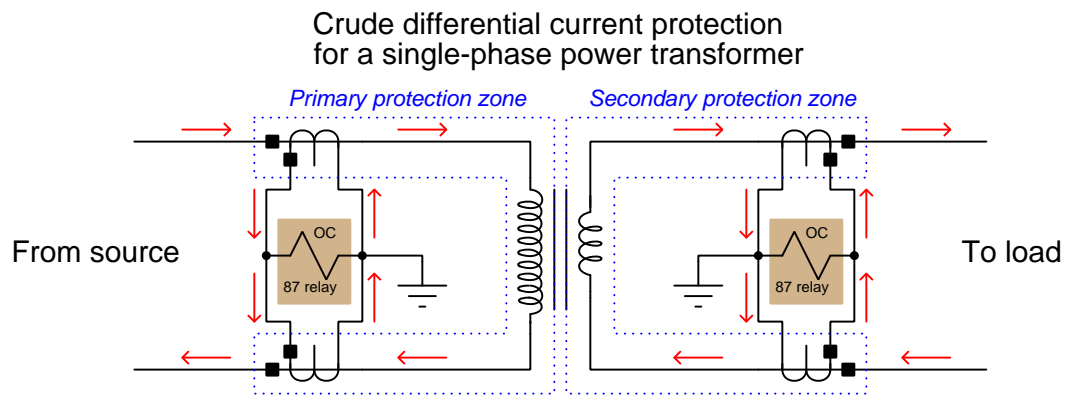 Crude differential current protection
for a single-phase power transformer
Primary protection zone
Secondary protection zone
From source
OC
87 relay
OC
87 relay
To load